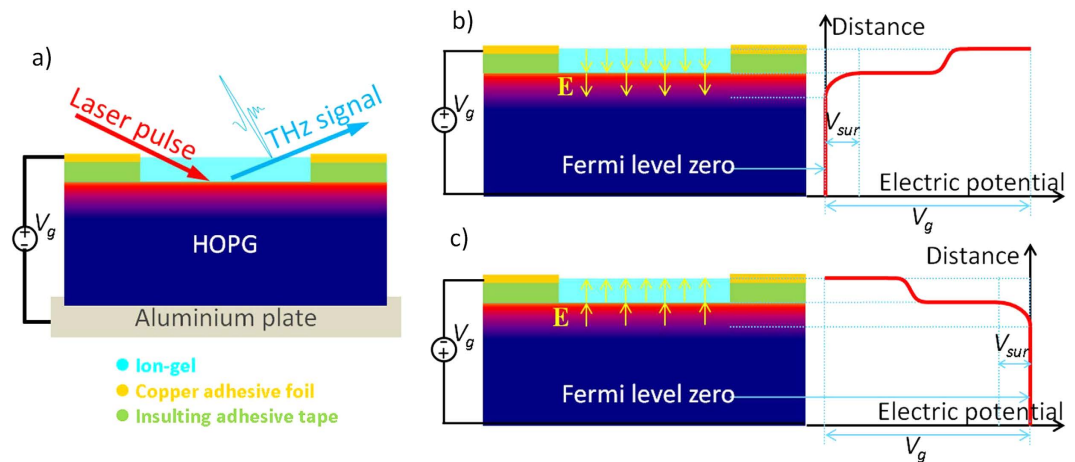 a)
Laser pulse
THz signal
V_g
+
-
HOPG
Aluminium plate
Ion-gel
Copper adhesive foil
Insulting adhesive tape
b)
V_g
+
-
E
Fermi level zero
Distance
V_sur
Electric potential
V_g
c)
V_g
-
+
E
Fermi level zero
Distance
V_sur
Electric potential
V_g